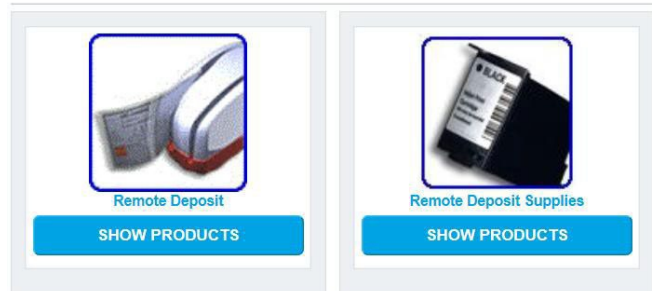 Remote Deposit
SHOW PRODUCTS
BLACK
Remote Deposit Supplies
SHOW PRODUCTS